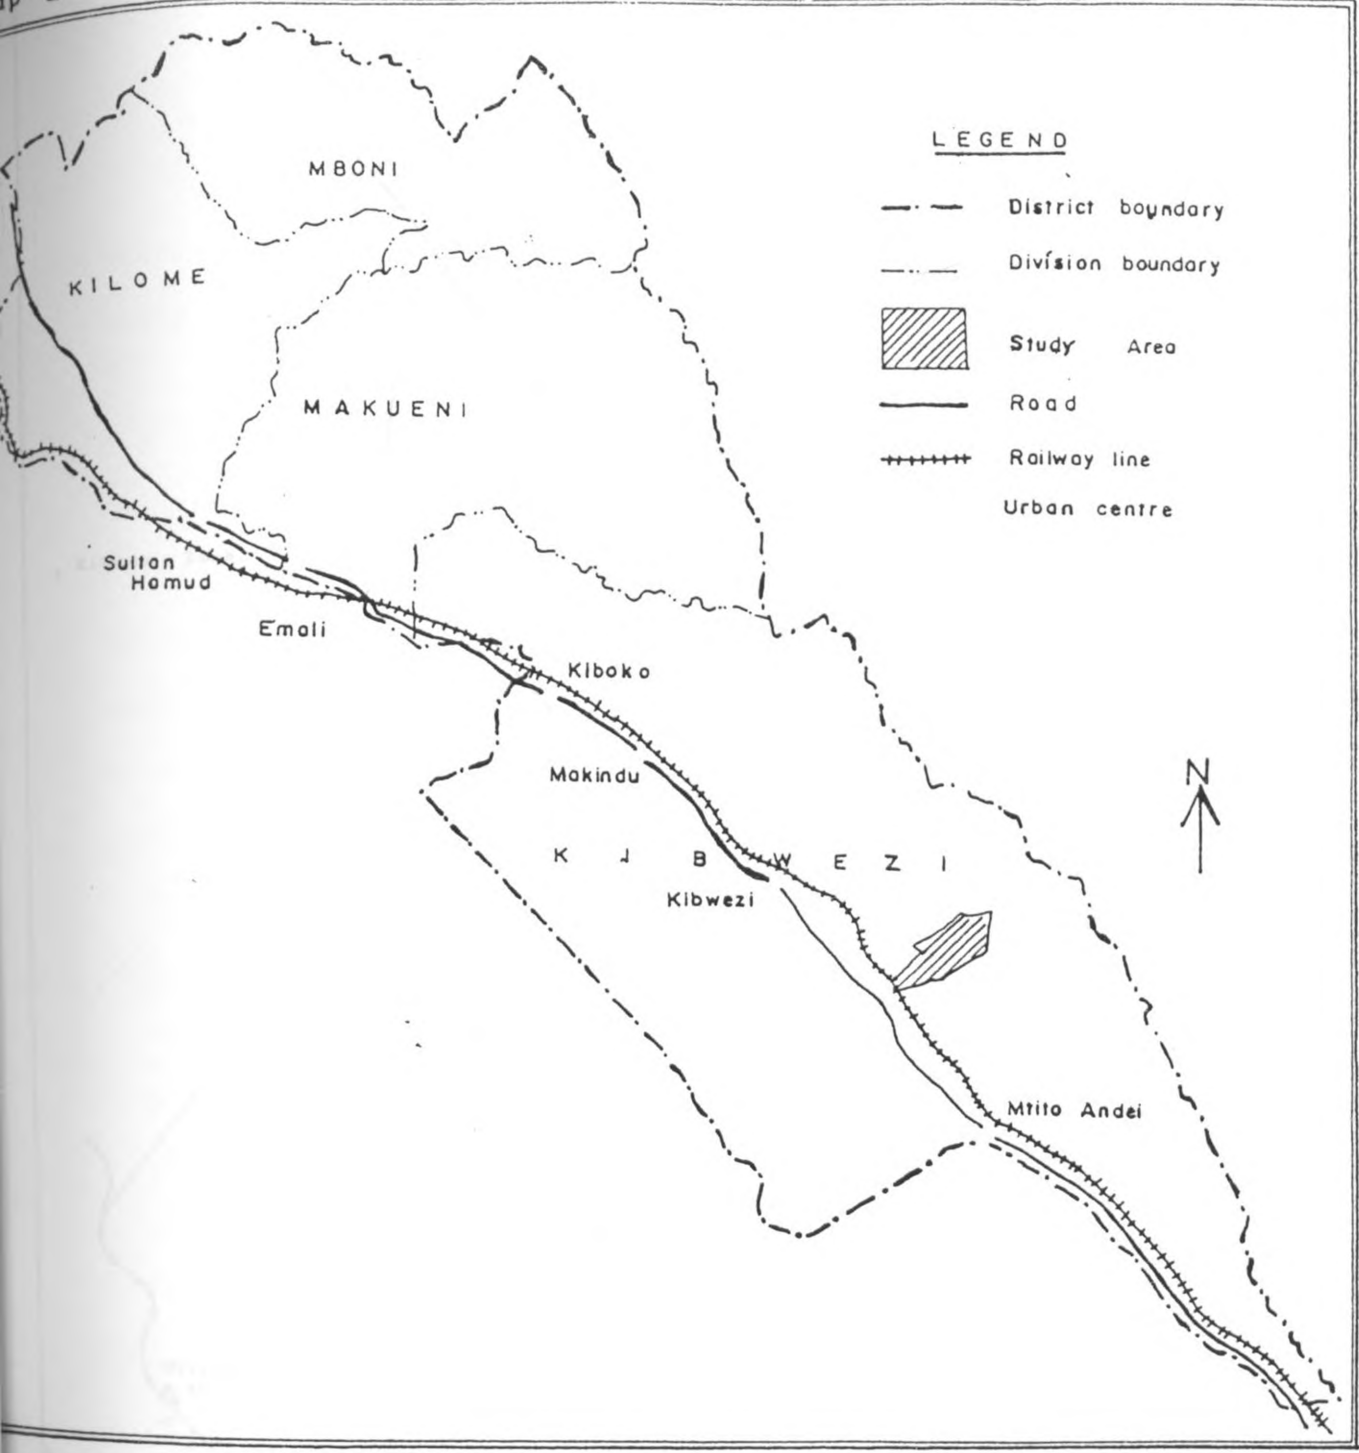 LEGEND
District boundary
Division boundary
Study Area
Road
Railway line
Urban centre
MBONI
KILOME
MAKUENI
Sultan
Hamud
Emali
Kiboko
Makindu
N
KIBWEZI
Kibwezi
Mtito Andei